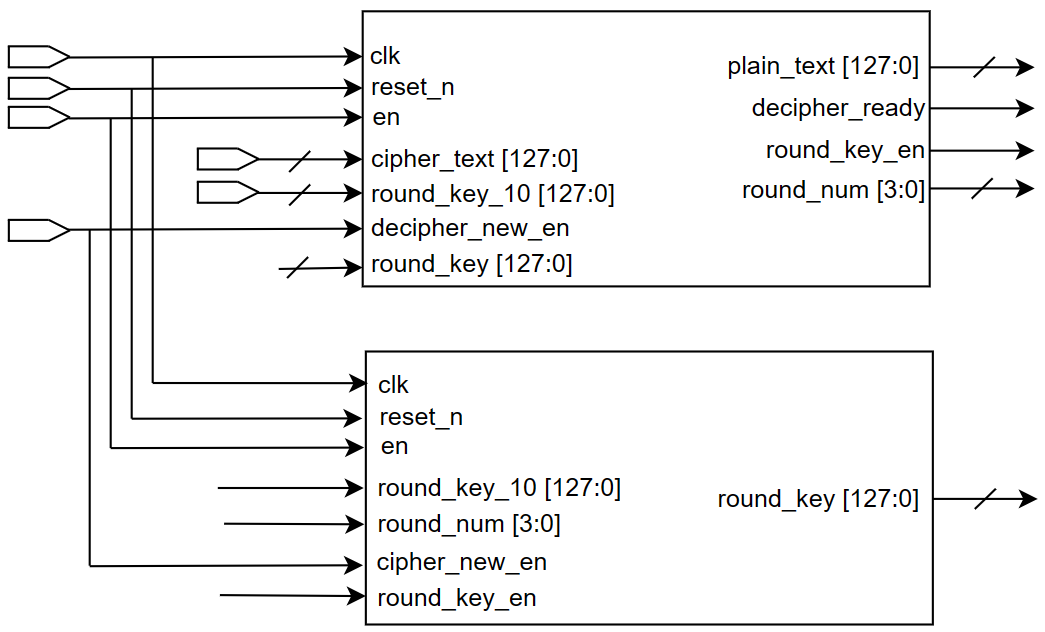 clk
reset_n
en
cipher_text [127:0]
round_key_10 [127:0]
decipher_new_en
round_key [127:0]
plain_text [127:0]
decipher_ready
round_key_en
round_num [3:0]
clk
reset_n
en
round_key_10 [127:0]
round_num [3:0]
cipher_new_en
round_key_en
round_key [127:0]